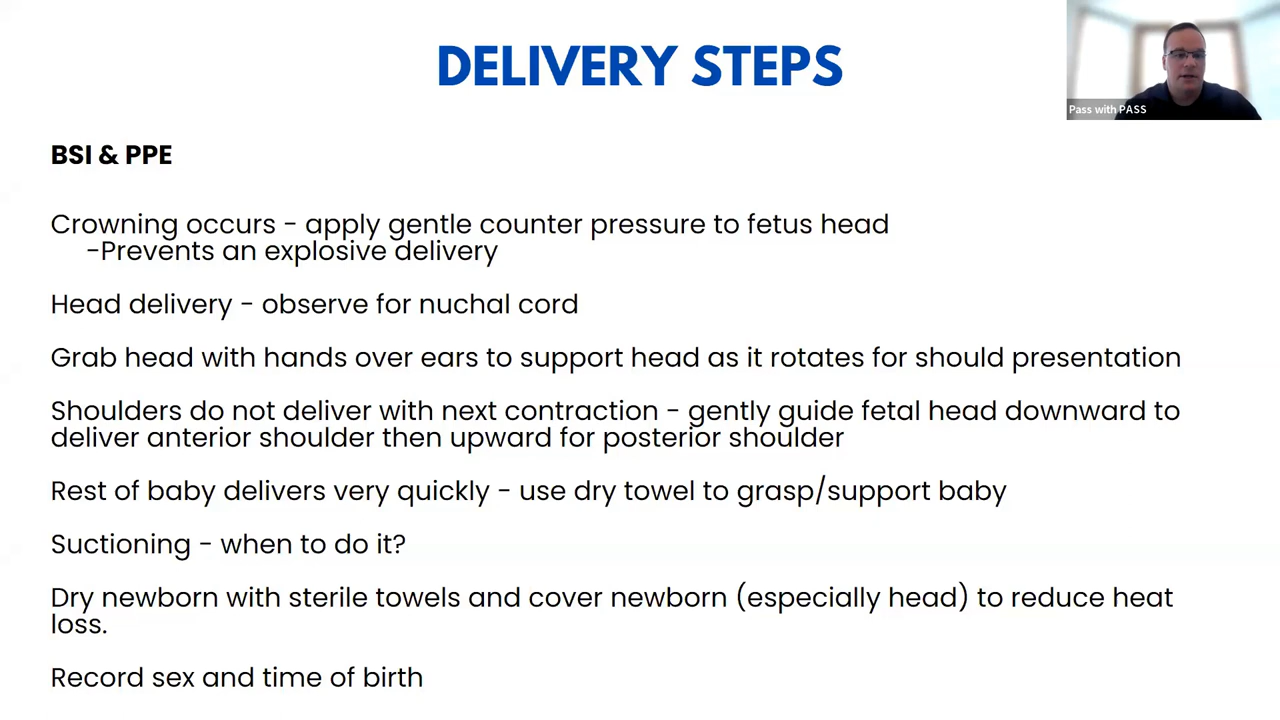 DELIVERY STEPS
Pass with PASS
BSI & PPE
Crowning occurs - apply gentle counter pressure to fetus head
-Prevents an explosive delivery
Head delivery - observe for nuchal cord
Grab head with hands over ears to support head as it rotates for should presentation
Shoulders do not deliver with next contraction - gently guide fetal head downward to
deliver anterior shoulder then upward for posterior shoulder
Rest of baby delivers very quickly - use dry towel to grasp/support baby
Suctioning - when to do it?
Dry newborn with sterile towels and cover newborn (especially head) to reduce heat
loss.
Record sex and time of birth